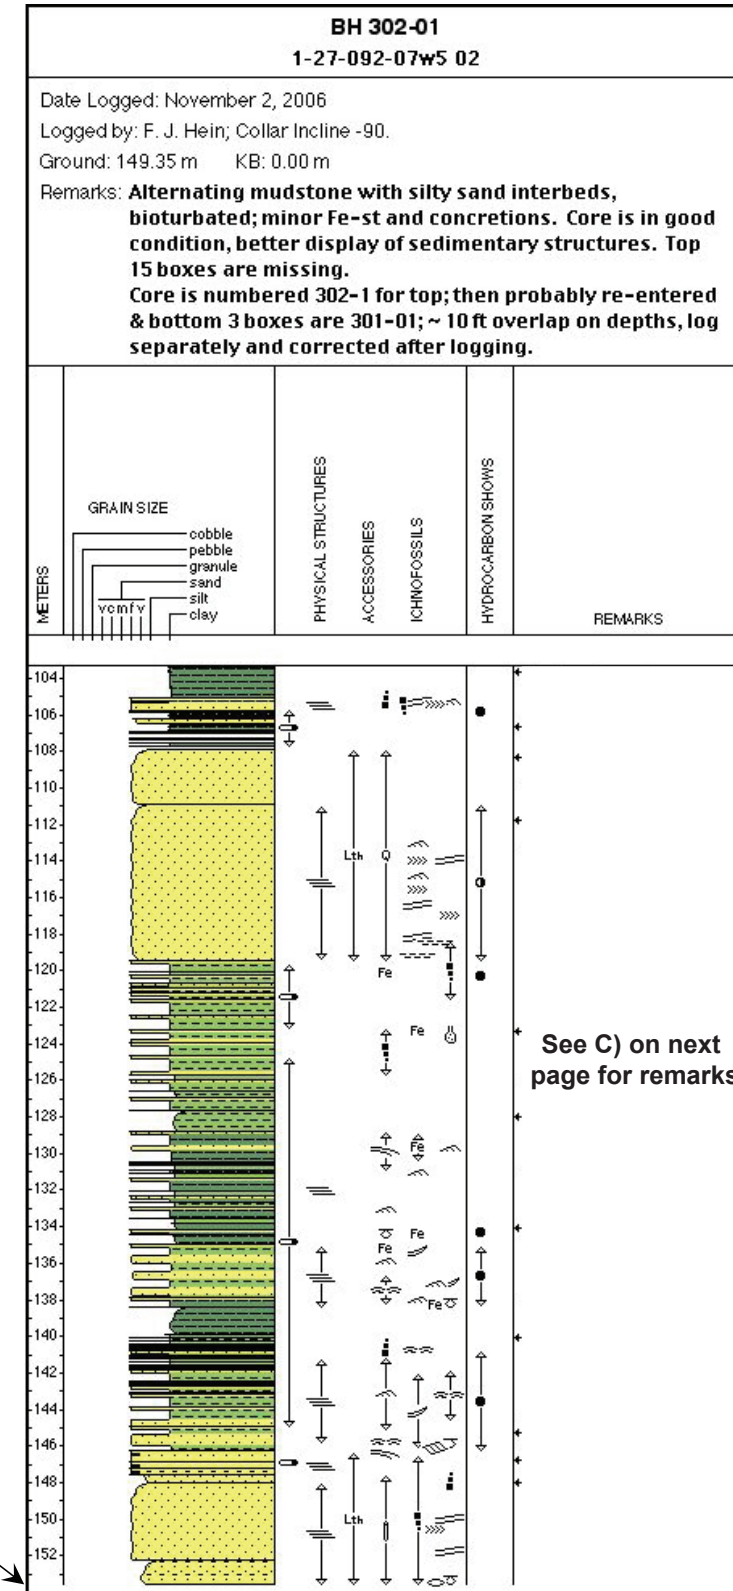 BH 302-01
1-27-092-07w5 02
Date Logged: November 2, 2006
Logged by: F. J. Hein; Collar Incline -90.
Ground: 149.35 m KB: 0.00 m
Remarks: Alternating mudstone with silty sand interbeds,
bioturbated; minor Fe-st and concretions. Core is in good
condition, better display of sedimentary structures. Top
15 boxes are missing.
Core is numbered 302-1 for top; then probably re-entered
& bottom 3 boxes are 301-01; ~ 10 ft overlap on depths, log
separately and corrected after logging.
METERS
GRAIN SIZE
cobble
pebble
granule
sand
silt
clay
vcmfv
PHYSICAL STRUCTURES
ACCESSORIES
ICHNOFOSSILS
HYDROCARBON SHOWS
REMARKS
104
106
108
110
112
114
Lth
Q
116
118
120
Fe
122
124
Fe
See C) on next
page for remarks
126
128
130
Fe
132
134
Fe
Fe
136
138
Fe
140
142
144
146
148
150
Lth
152